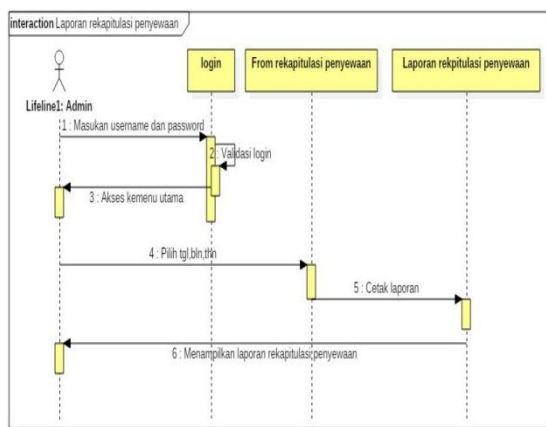 interaction Laporan rekapitulasi penyewaan
login
From rekapitulasi penyewaan
Laporan rekpitulasi penyewaan
Lifeline1: Admin
1 : Masukan username dan password
2 : Validasi login
3 : Akses kemenu utama
4 : Pilih tgl,bln,thn
5 : Cetak laporan
6 : Menampilkan laporan rekapitulasi penyewaan